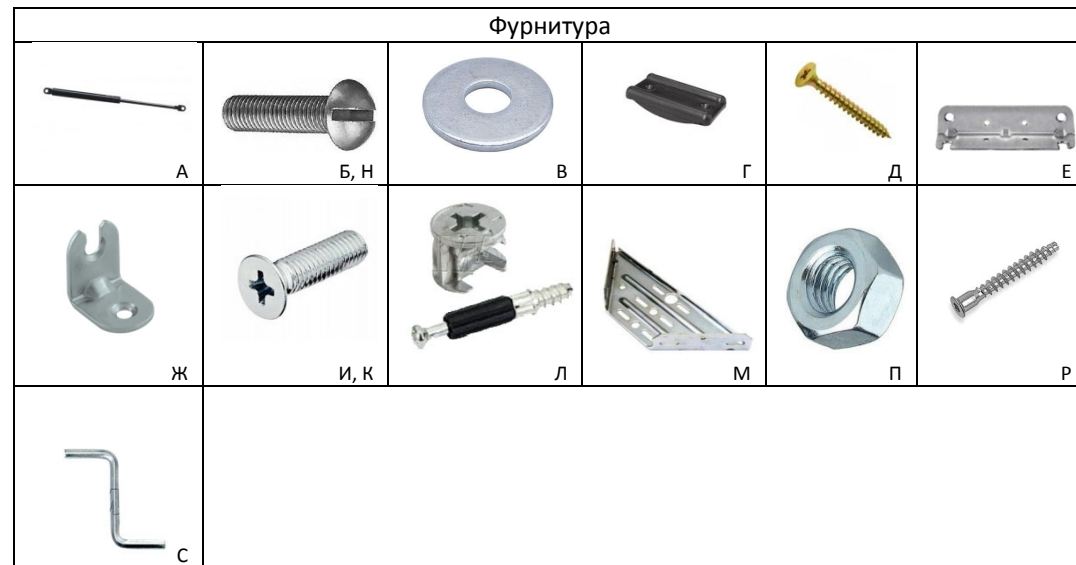 Фурнитура
А
Б, Н
В
Г
Д
Е
Ж
И, К
Л
М
П
Р
С